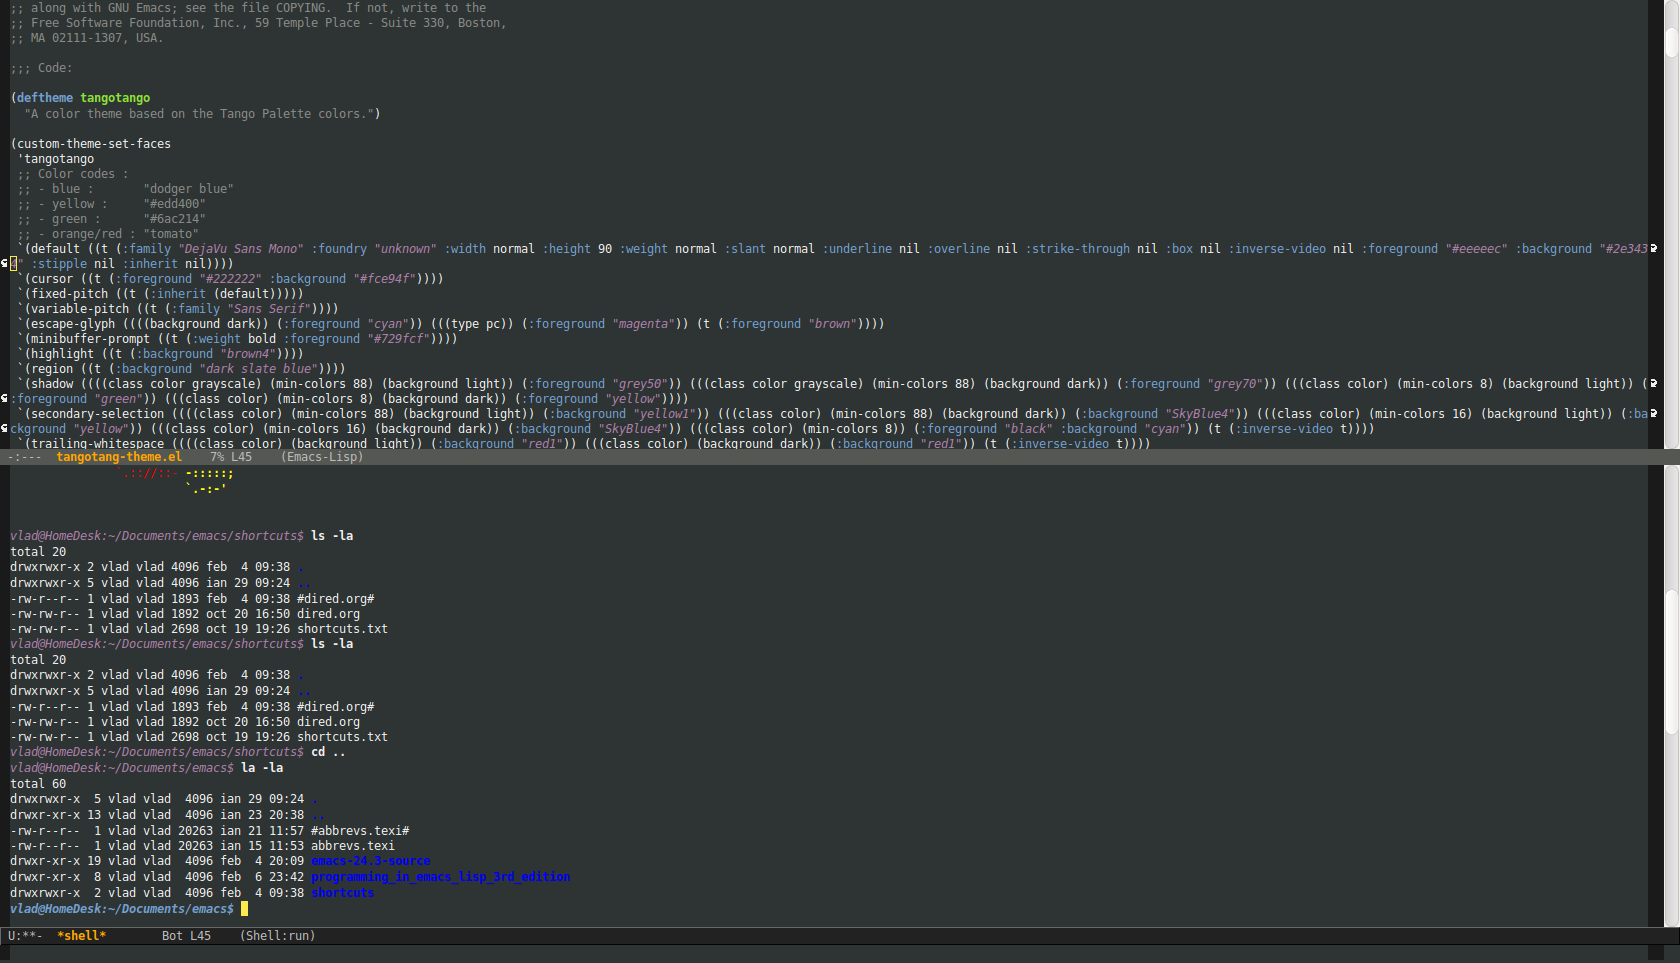 ;; along with GNU Emacs; see the file COPYING.  If not, write to the
;; Free Software Foundation, Inc., 59 Temple Place - Suite 330, Boston,
;; MA 02111-1307, USA.

;;; Code:

(deftheme tangotango
  "A color theme based on the Tango Palette colors.")

(custom-theme-set-faces
 'tangotango
 ;; Color codes :
 ;; - blue :       "dodger blue"
 ;; - yellow :     "#edd400"
 ;; - green :      "#6ac214"
 ;; - orange/red : "tomato"
 `(default ((t (:family "DejaVu Sans Mono" :foundry "unknown" :width normal :height 90 :weight normal :slant normal :underline nil :overline nil :strike-through nil :box nil :inverse-video nil :foreground "#eeeeec" :background "#2e343
4" :stipple nil :inherit nil))))
 `(cursor ((t (:foreground "#222222" :background "#fce94f"))))
 `(fixed-pitch ((t (:inherit (default)))))
 `(variable-pitch ((t (:family "Sans Serif"))))
 `(escape-glyph ((((background dark)) (:foreground "cyan")) (((type pc)) (:foreground "magenta")) (t (:foreground "brown"))))
 `(minibuffer-prompt ((t (:weight bold :foreground "#729fcf"))))
 `(highlight ((t (:background "brown4"))))
 `(region ((t (:background "dark slate blue"))))
 `(shadow ((((class color grayscale) (min-colors 88) (background light)) (:foreground "grey50")) (((class color grayscale) (min-colors 88) (background dark)) (:foreground "grey70")) (((class color) (min-colors 8) (background light)) (
:foreground "green")) (((class color) (min-colors 8) (background dark)) (:foreground "yellow"))))
 `(secondary-selection ((((class color) (min-colors 88) (background light)) (:background "yellow1")) (((class color) (min-colors 88) (background dark)) (:background "SkyBlue4")) (((class color) (min-colors 16) (background light)) (:ba
ckground "yellow")) (((class color) (min-colors 16) (background dark)) (:background "SkyBlue4")) (((class color) (min-colors 8)) (:foreground "black" :background "cyan")) (t (:inverse-video t))))
 `(trailing-whitespace ((((class color) (background light)) (:background "red1")) (((class color) (background dark)) (:background "red1")) (t (:inverse-video t))))
-:---  tangotang-theme.el    7% L45    (Emacs-Lisp)
               `.:://::- -:::::;
                         `.-:-'

vlad@HomeDesk:~/Documents/emacs/shortcuts$ ls -la
total 20
drwxrwxr-x 2 vlad vlad 4096 feb  4 09:38 .
drwxrwxr-x 5 vlad vlad 4096 ian 29 09:24 ..
-rw-r--r-- 1 vlad vlad 1893 feb  4 09:38 #dired.org#
-rw-rw-r-- 1 vlad vlad 1892 oct 20 16:50 dired.org
-rw-rw-r-- 1 vlad vlad 2698 oct 19 19:26 shortcuts.txt
vlad@HomeDesk:~/Documents/emacs/shortcuts$ ls -la
total 20
drwxrwxr-x 2 vlad vlad 4096 feb  4 09:38 .
drwxrwxr-x 5 vlad vlad 4096 ian 29 09:24 ..
-rw-r--r-- 1 vlad vlad 1893 feb  4 09:38 #dired.org#
-rw-rw-r-- 1 vlad vlad 1892 oct 20 16:50 dired.org
-rw-rw-r-- 1 vlad vlad 2698 oct 19 19:26 shortcuts.txt
vlad@HomeDesk:~/Documents/emacs/shortcuts$ cd ..
vlad@HomeDesk:~/Documents/emacs$ la -la
total 60
drwxrwxr-x  5 vlad vlad  4096 ian 29 09:24 .
drwxr-xr-x 13 vlad vlad  4096 ian 23 20:38 ..
-rw-r--r--  1 vlad vlad 20263 ian 21 11:57 #abbrevs.texi#
-rw-rw-r--  1 vlad vlad 20263 ian 15 11:53 abbrevs.texi
drwxr-xr-x 19 vlad vlad  4096 feb  4 20:09 emacs-24.3-source
drwxr-xr-x  8 vlad vlad  4096 feb  6 23:42 programming_in_emacs_lisp_3rd_edition
drwxrwxr-x  2 vlad vlad  4096 feb  4 09:38 shortcuts
vlad@HomeDesk:~/Documents/emacs$
U:**-  *shell*        Bot L45    (Shell:run)